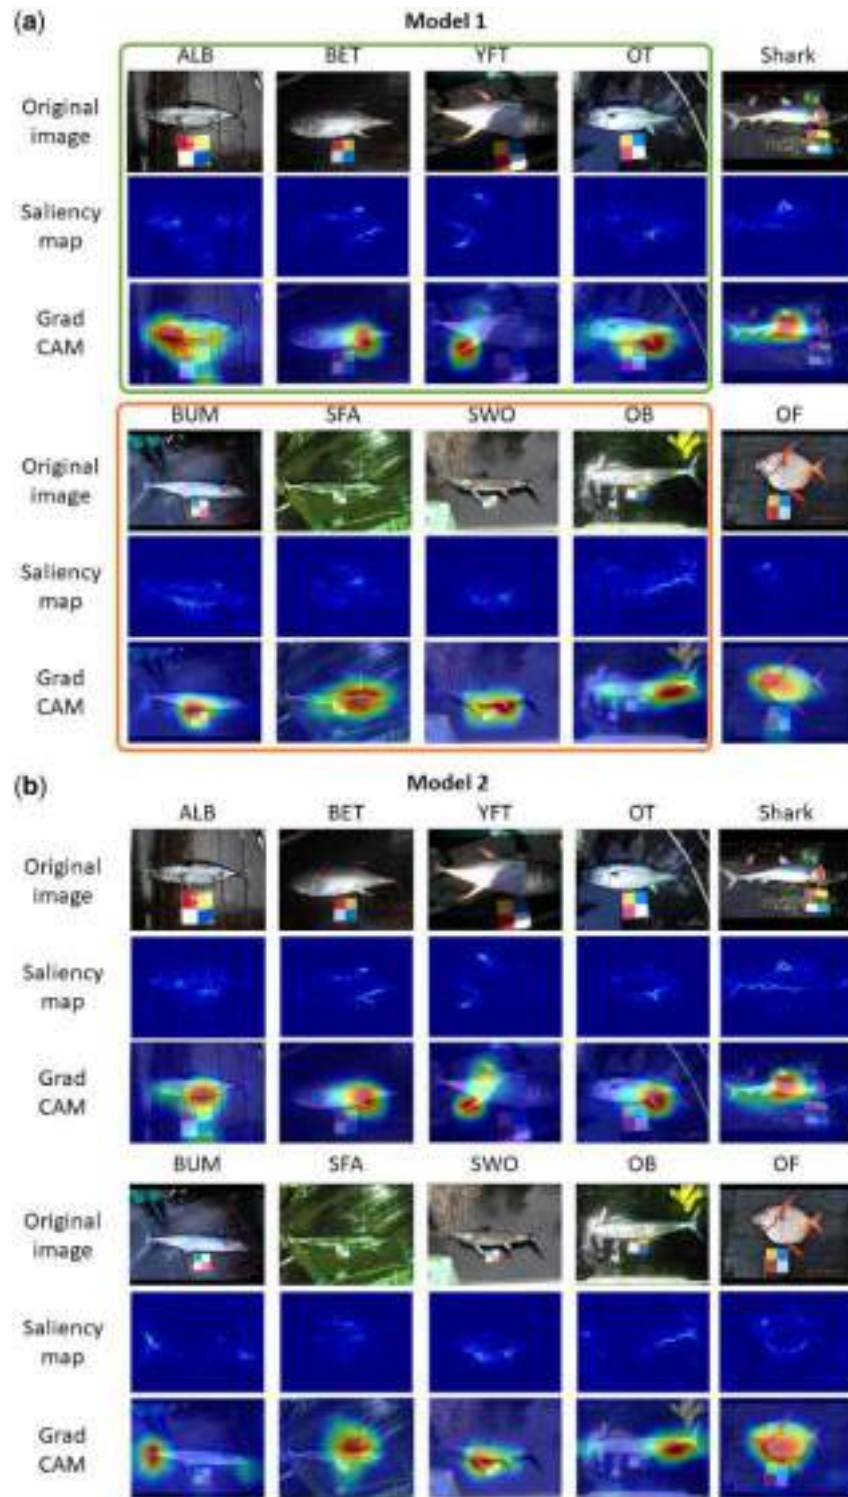 (a) Model 1
ALB BET YFT OT Shark
Original
image
Saliency
map
Grad
CAM
BUM SFA SWO OB OF
Original
image
Saliency
map
Grad
CAM
(b) Model 2
ALB BET YFT OT Shark
Original
image
Saliency
map
Grad
CAM
BUM SFA SWO OB OF
Original
image
Saliency
map
Grad
CAM